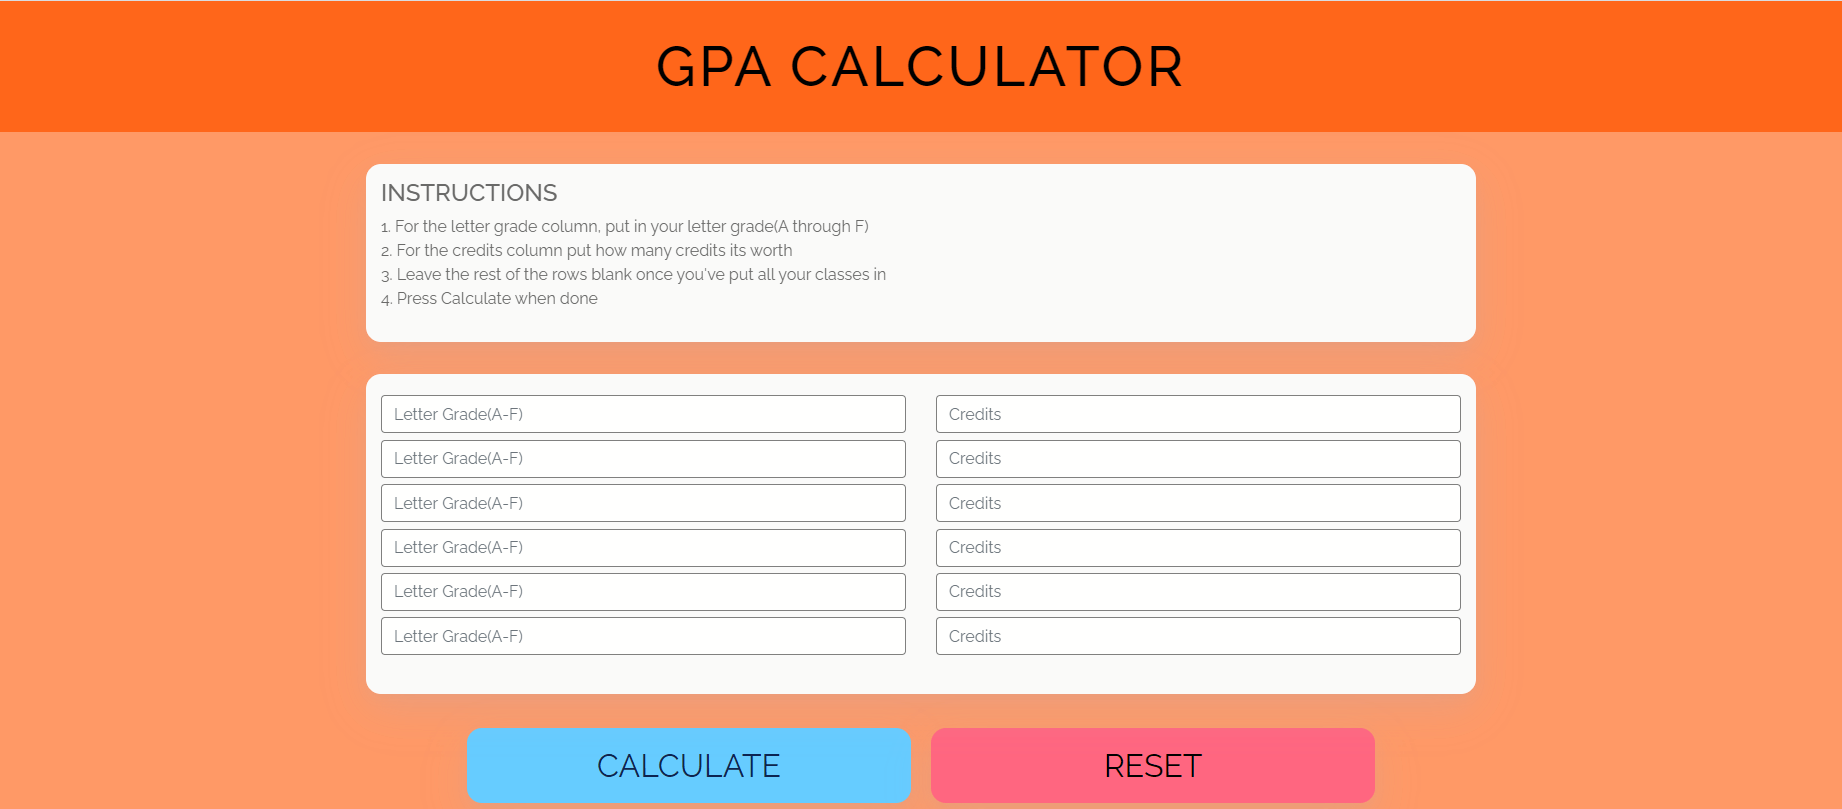 GPA CALCULATOR
INSTRUCTIONS
1. For the letter grade column, put in your letter grade(A through F)
2. For the credits column put how many credits its worth
3. Leave the rest of the rows blank once you've put all your classes in
4. Press Calculate when done
Letter Grade(A-F) Credits
Letter Grade(A-F) Credits
Letter Grade(A-F) Credits
Letter Grade(A-F) Credits
Letter Grade(A-F) Credits
Letter Grade(A-F) Credits
CALCULATE RESET